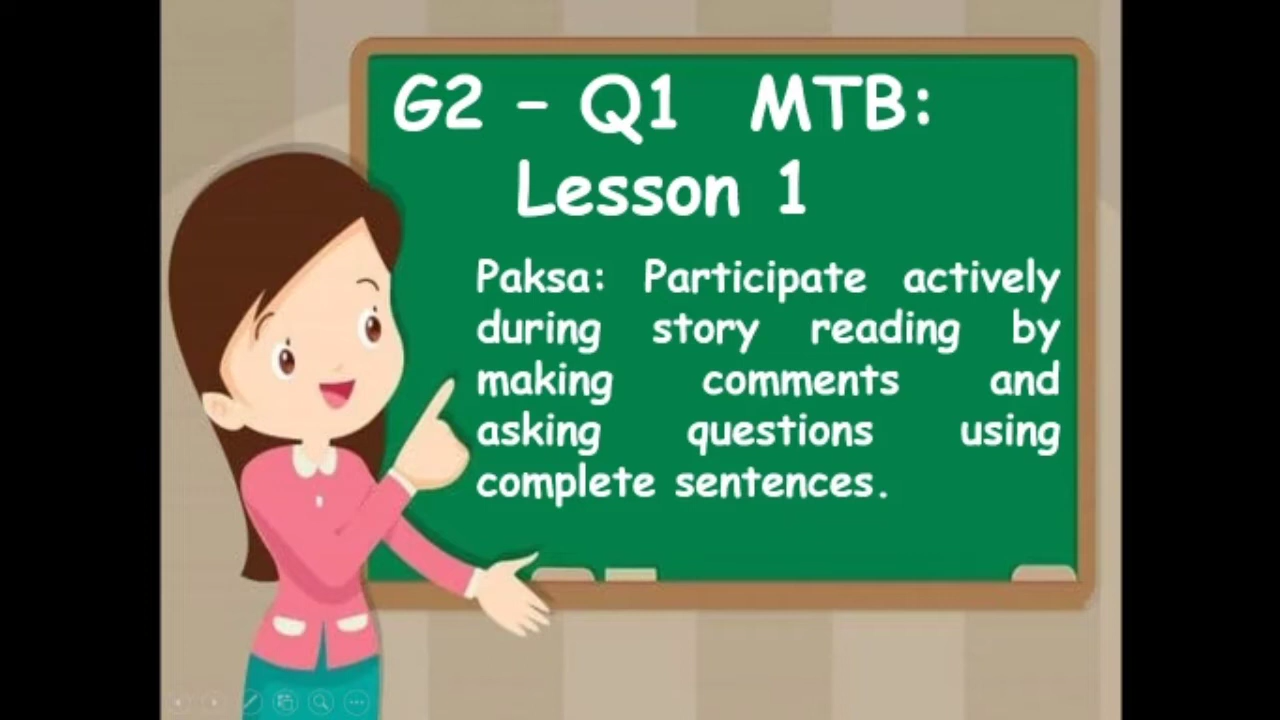 G2 – Q1 MTB:
Lesson 1
Paksa: Participate actively
during story reading by
making comments and
asking questions using
complete sentences.